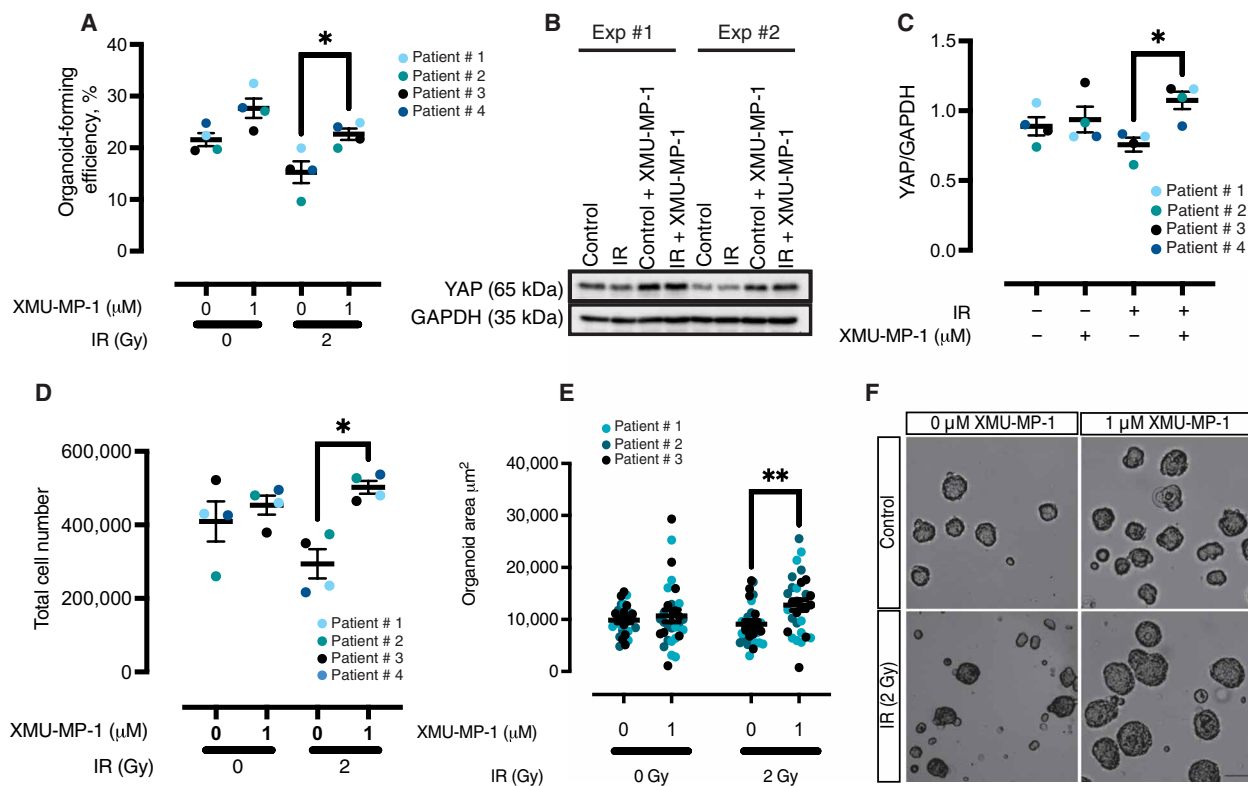 A
Organoid-forming
efficiency, %
40
30
20
10
0
*
Patient # 1
Patient # 2
Patient # 3
Patient # 4
XMU-MP-1 (μM)
0 1 0 1
IR (Gy)
0 2
B
Exp #1 Exp #2
Control
IR
Control + XMU-MP-1
IR + XMU-MP-1
Control
IR
Control + XMU-MP-1
IR + XMU-MP-1
YAP (65 kDa)
GAPDH (35 kDa)
C
YAP/GAPDH
1.5
1.0
0.5
0.0
*
Patient # 1
Patient # 2
Patient # 3
Patient # 4
IR – – + +
XMU-MP-1 (μM) – + – +
D
Total cell number
600,000
400,000
200,000
0
*
Patient # 1
Patient # 2
Patient # 3
Patient # 4
XMU-MP-1 (μM) 0 1 0 1
IR (Gy) 0 2
E
Organoid area μm²
Patient # 1
Patient # 2
Patient # 3
40,000
30,000
20,000
10,000
0
**
XMU-MP-1 (μM) 0 1 0 1
IR (Gy) 0 Gy 2 Gy
F
0 μM XMU-MP-1 1 μM XMU-MP-1
Control
IR (2 Gy)